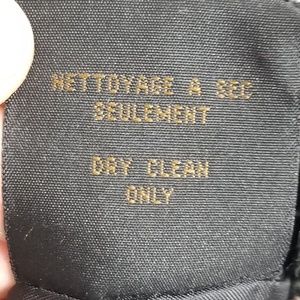 NETTOYAGE A SEC
SEULEMENT
DRY CLEAN
ONLY